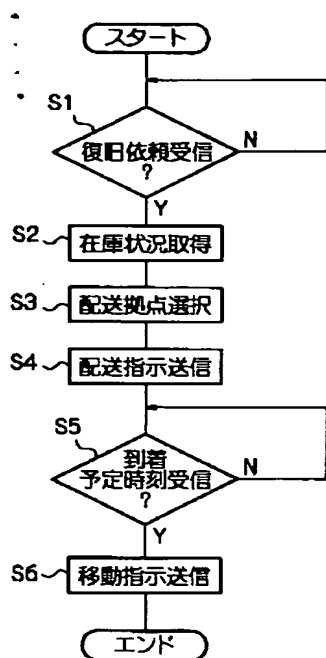 スタート
S1
復旧依頼受信
?
N
Y
S2
在庫状況取得
S3
配送拠点選択
S4
配送指示送信
S5
到着
予定時刻受信
?
N
Y
S6
移動指示送信
エンド